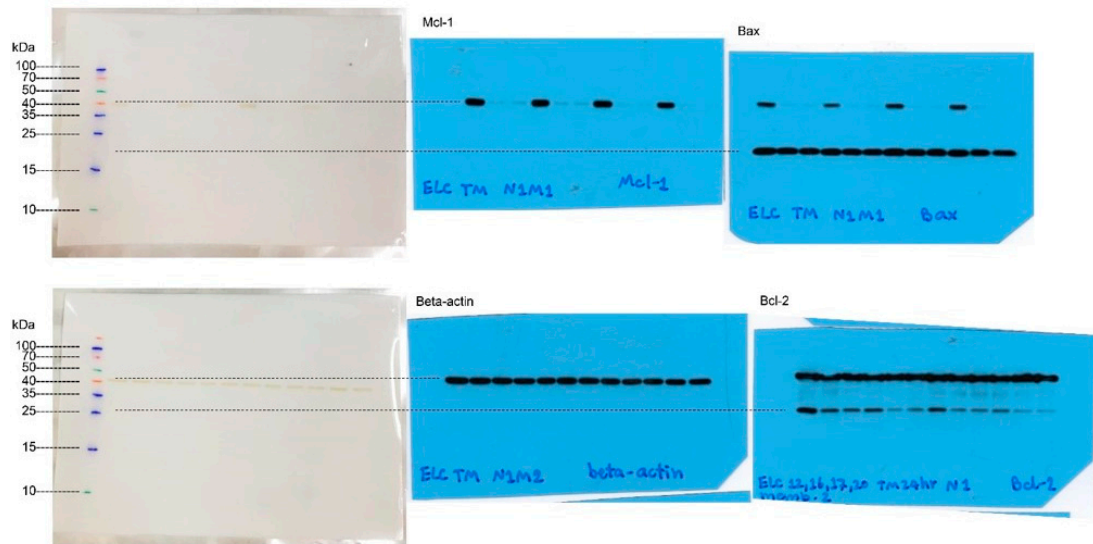 Mcl-1
Bax
kDa
100
70
50
40
35
25
15
10
ELC TM N1M1 Mcl-1
ELC TM N1M1 Bax
Beta-actin
Bcl-2
kDa
100
70
50
40
35
25
15
10
ELC TM N1M2 beta-actin
ELC 12,16,17,20 TM24hr N1 Bcl-2
memb.2